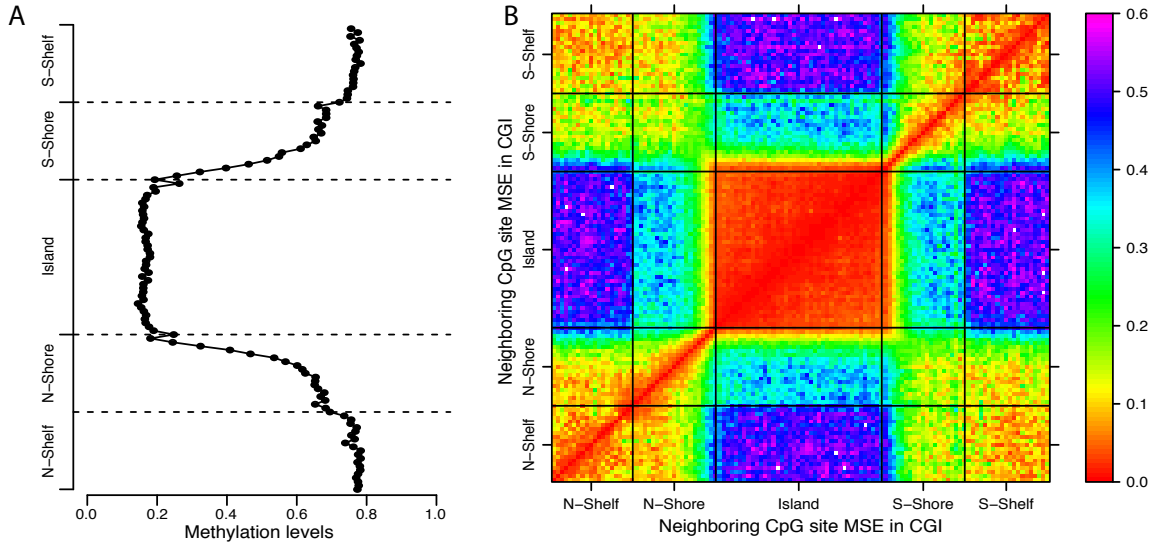 A
S−Shelf
S−Shore
Island
N−Shore
N−Shelf
0.0 0.2 0.4 0.6 0.8 1.0
Methylation levels
B
Neighboring CpG site MSE in CGI
S−Shelf
S−Shore
Island
N−Shore
N−Shelf
N−Shelf N−Shore Island S−Shore S−Shelf
Neighboring CpG site MSE in CGI
0.6
0.5
0.4
0.3
0.2
0.1
0.0